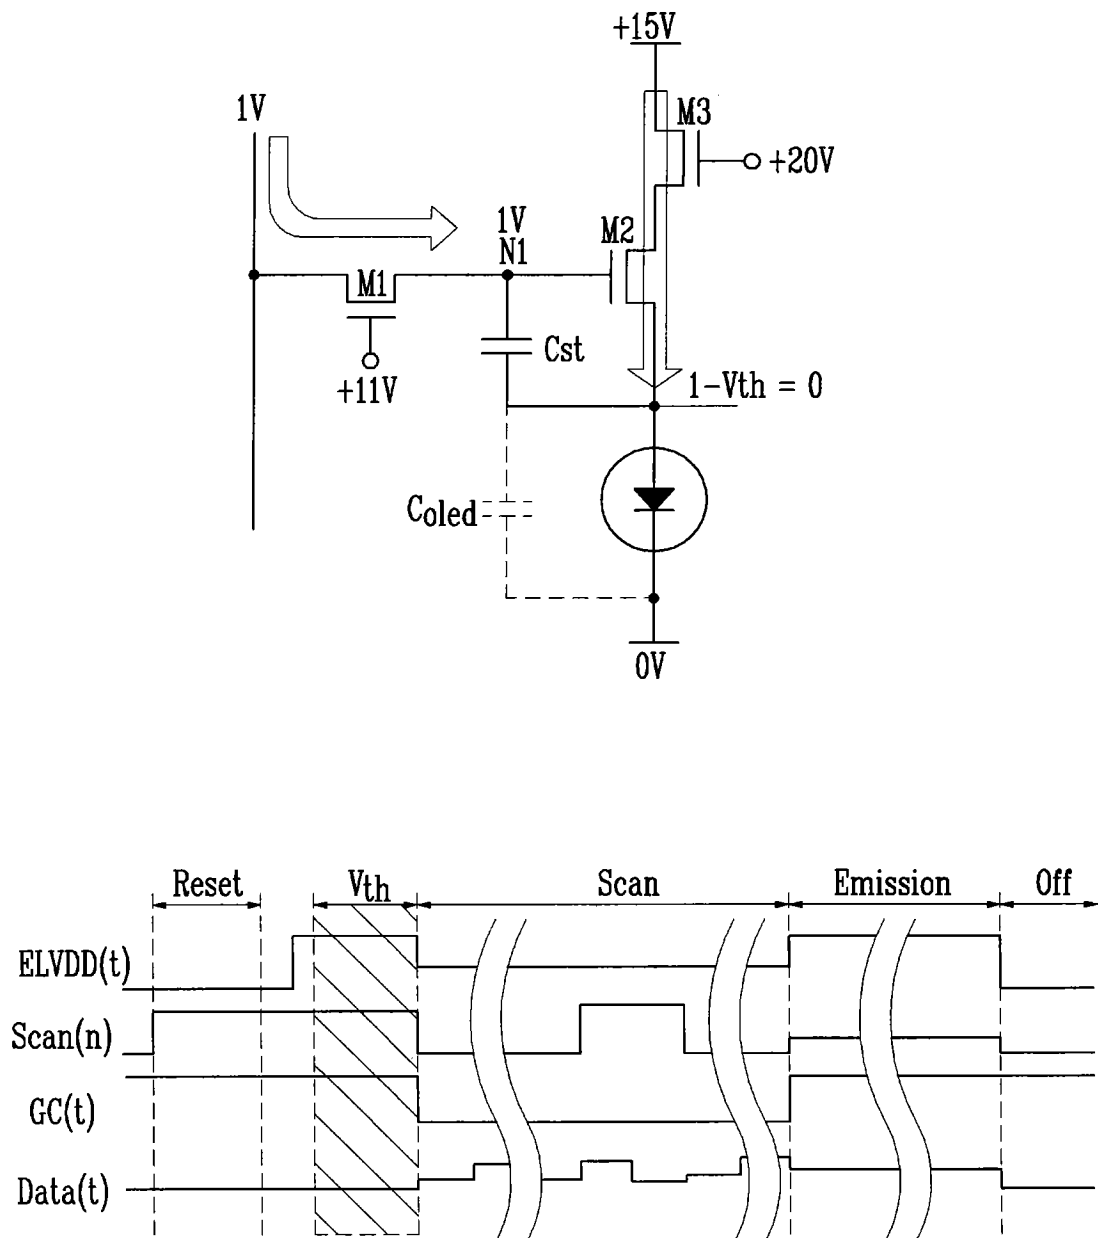 +15V
1V
M3
+20V
1V
N1
M2
M1
Cst
+11V
1-Vth = 0
Coled
0V
Reset
Vth
Scan
Emission
Off
ELVDD(t)
Scan(n)
GC(t)
Data(t)